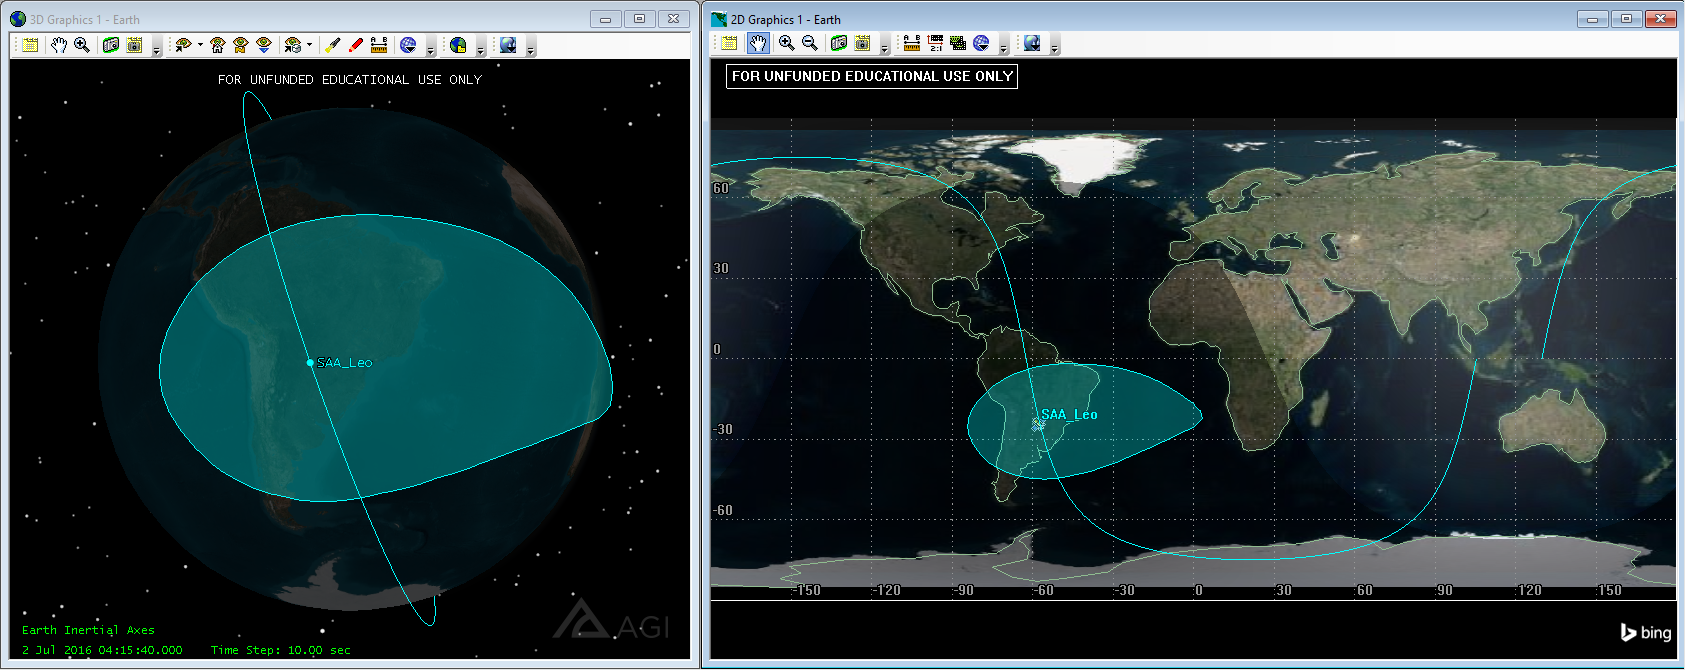 3D Graphics 1 - Earth
FOR UNFUNDED EDUCATIONAL USE ONLY
SAA_Leo
AGI
Earth Inertial Axes
2 Jul 2016 04:15:40.000 Time Step: 10.00 sec
2D Graphics 1 - Earth
A B
2:1
FOR UNFUNDED EDUCATIONAL USE ONLY
60
30
0
SAA_Leo
-30
-60
-150 -120 -90 -60 -30 0 30 60 90 120 150
bing